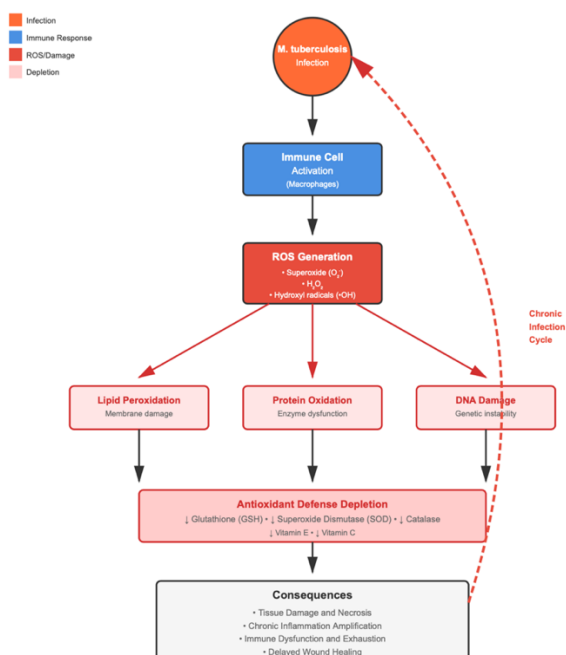 Infection
Immune Response
ROS/Damage
Depletion
M. tuberculosis
Infection
Immune Cell
Activation
(Macrophages)
ROS Generation
• Superoxide (O₂⁻)
• H₂O₂
• Hydroxyl radicals (•OH)
Chronic
Infection
Cycle
Lipid Peroxidation
Membrane damage
Protein Oxidation
Enzyme dysfunction
DNA Damage
Genetic instability
Antioxidant Defense Depletion
↓ Glutathione (GSH) • ↓ Superoxide Dismutase (SOD) • ↓ Catalase
↓ Vitamin E • ↓ Vitamin C
Consequences
• Tissue Damage and Necrosis
• Chronic Inflammation Amplification
• Immune Dysfunction and Exhaustion
• Delayed Wound Healing